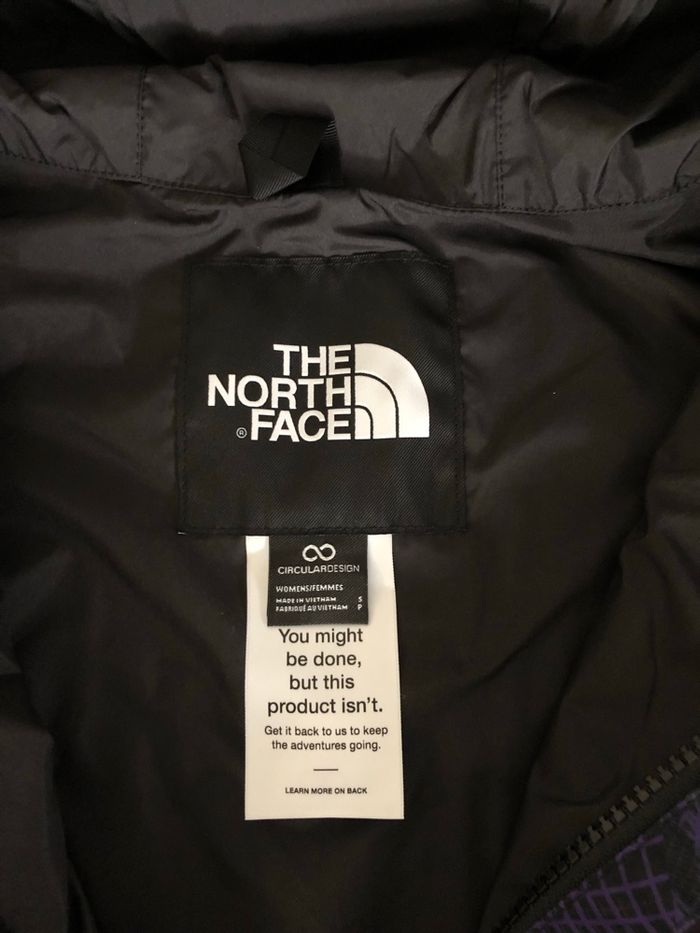 THE
NORTH
® FACE
CIRCULARDESIGN
WOMENS/FEMMES
MADE IN VIETNAM S
FABRIQUÉ AU VIETNAM P
You might
be done,
but this
product isn't.
Get it back to us to keep
the adventures going.
LEARN MORE ON BACK